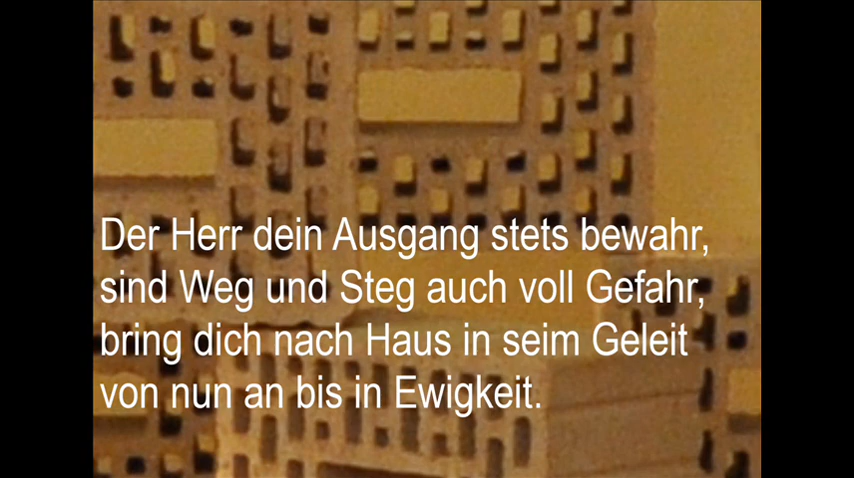 Der Herr dein Ausgang stets bewahr,
sind Weg und Steg auch voll Gefahr,
bring dich nach Haus in seim Geleit
von nun an bis in Ewigkeit.